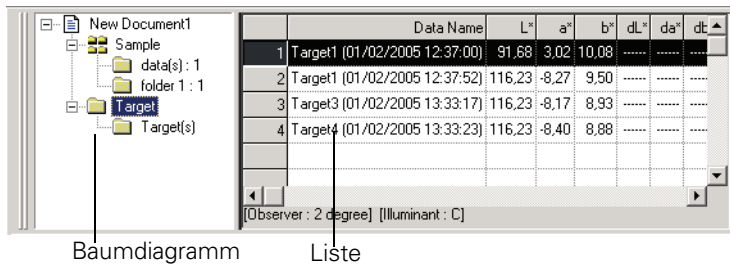 New Document1
Sample
data(s) : 1
folder 1 : 1
Target
Target(s)
Data Name L* a* b* dL* da* db
1 Target1 (01/02/2005 12:37:00) 91,68 3,02 10,08 ----- ----- ----
2 Target1 (01/02/2005 12:37:52) 116,23 -8,27 9,50 ----- ----- ----
3 Target3 (01/02/2005 13:33:17) 116,23 -8,17 8,93 ----- ----- ----
4 Target4 (01/02/2005 13:33:23) 116,23 -8,40 8,88 ----- ----- ----
[Observer : 2 degree] [Illuminant : C]
Baumdiagramm Liste